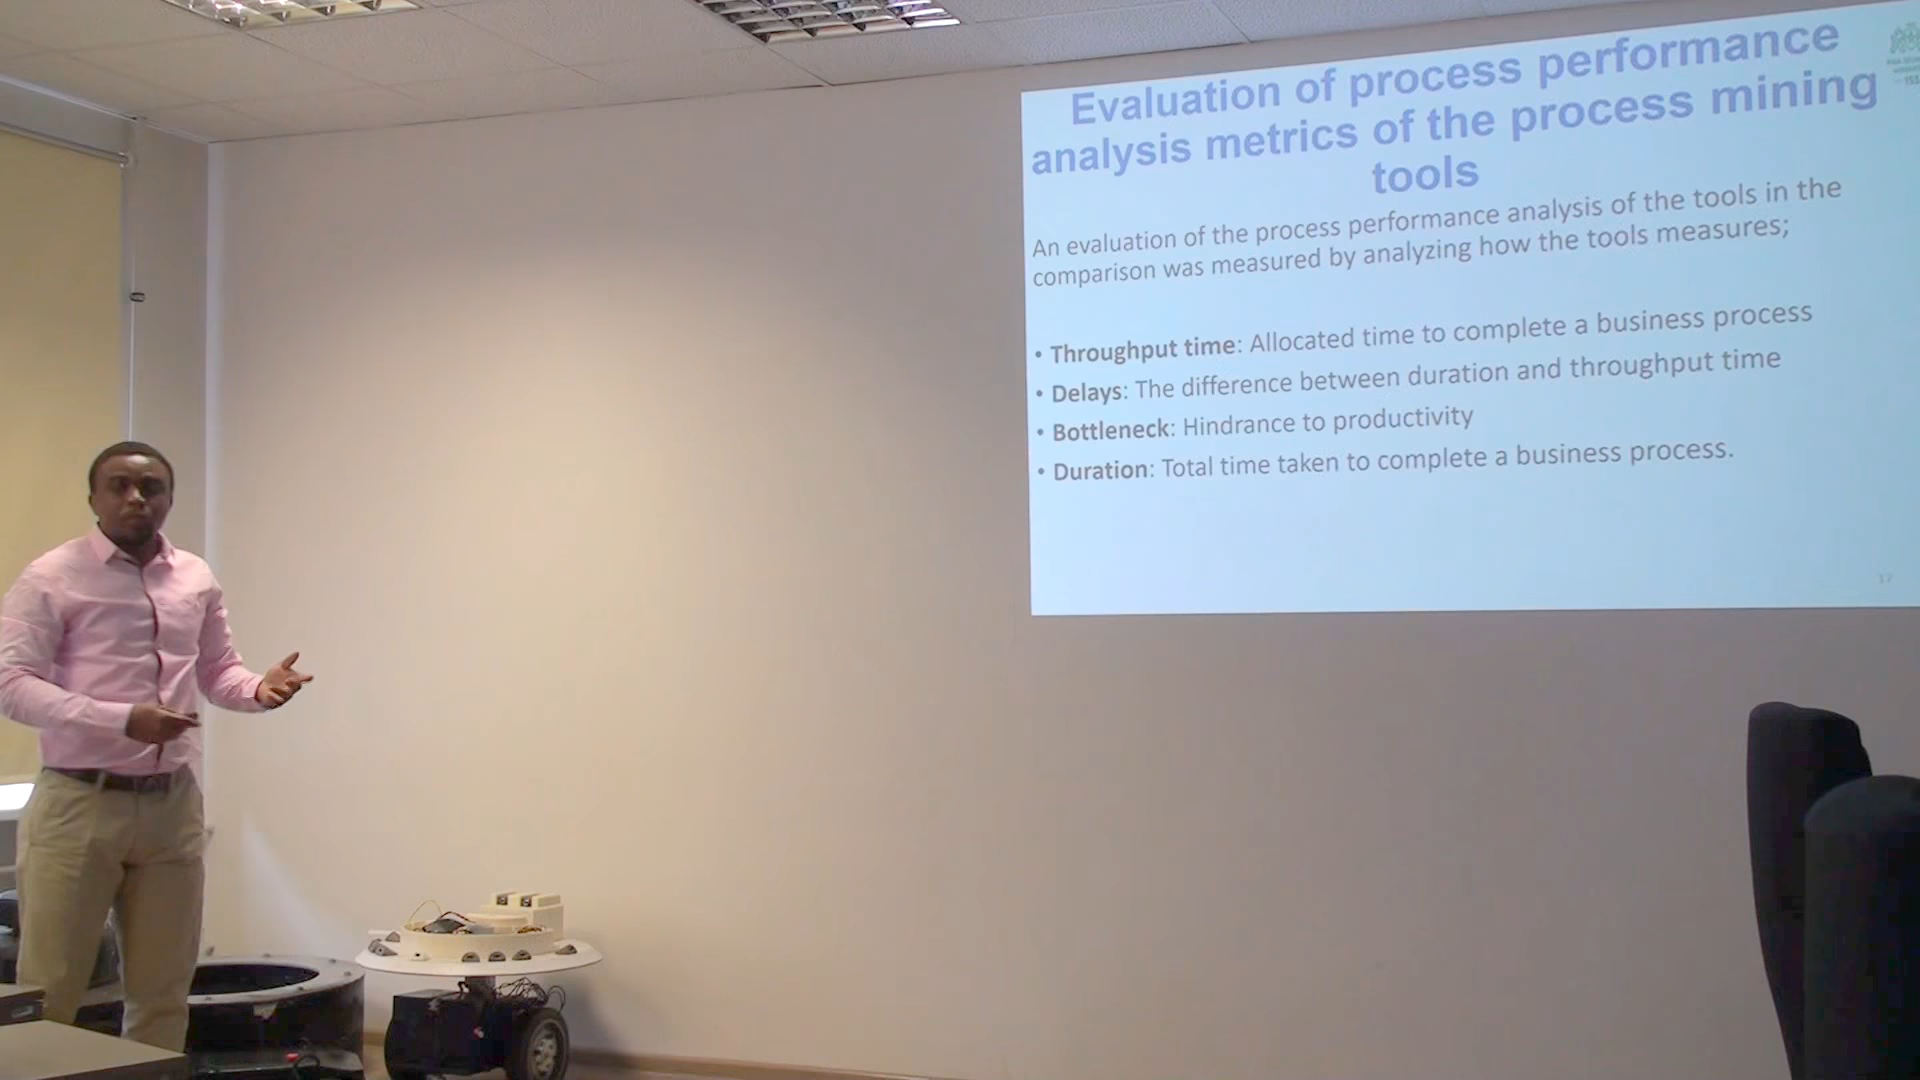 Evaluation of process performance
analysis metrics of the process mining
tools
An evaluation of the process performance analysis of the tools in the
comparison was measured by analyzing how the tools measures;
• Throughput time: Allocated time to complete a business process
• Delays: The difference between duration and throughput time
• Bottleneck: Hindrance to productivity
• Duration: Total time taken to complete a business process.
17